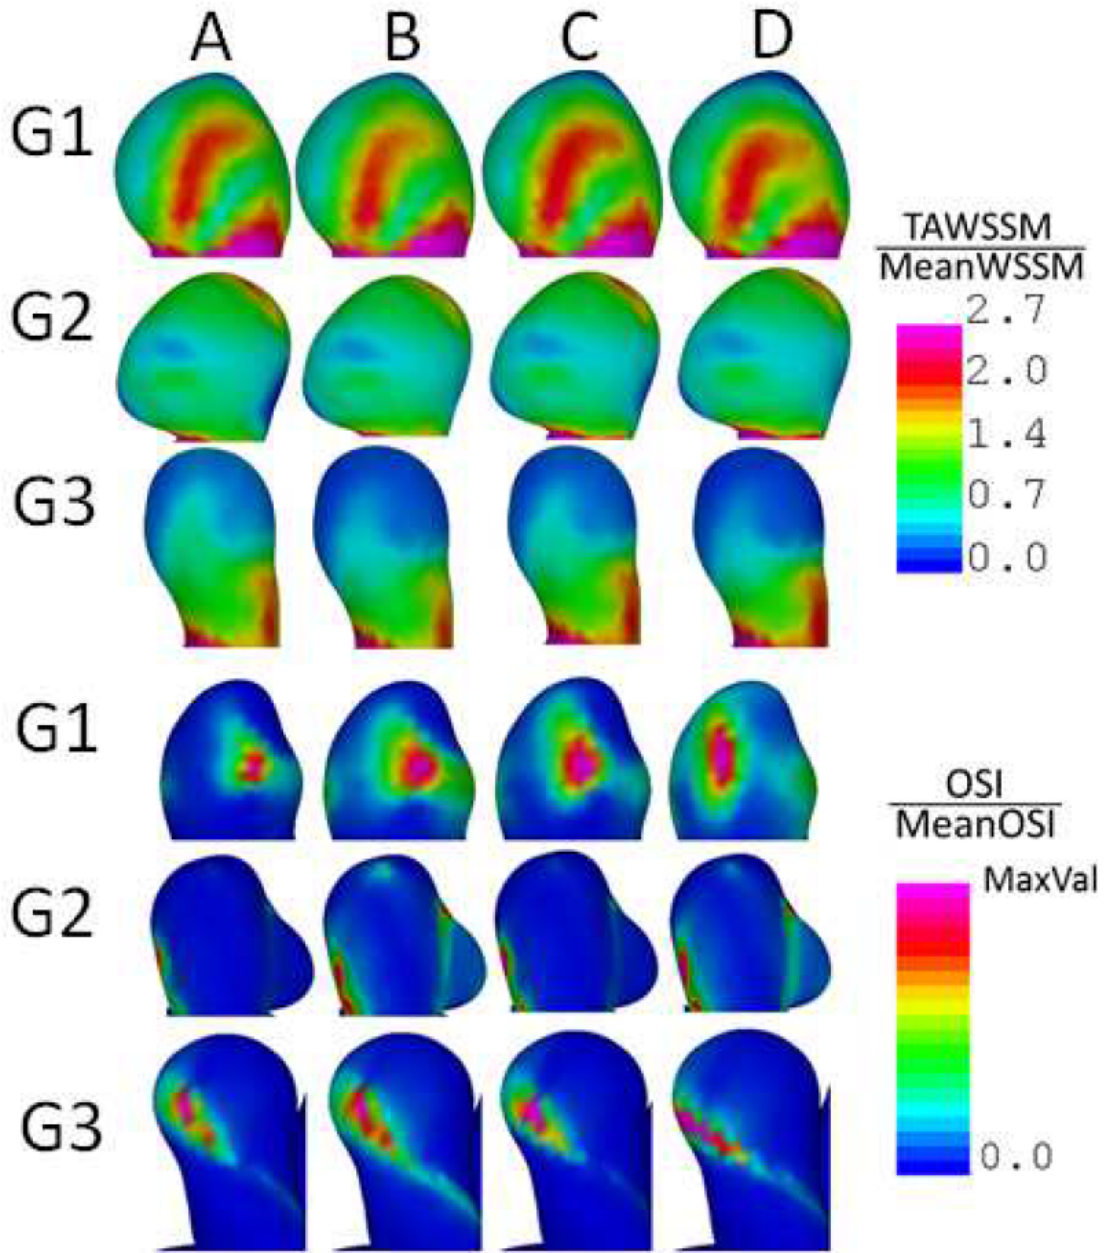 A B C D
G1
G2
G3
TAWSSM
MeanWSSM
2.7
2.0
1.4
0.7
0.0
G1
G2
G3
OSI
MeanOSI
MaxVal
0.0